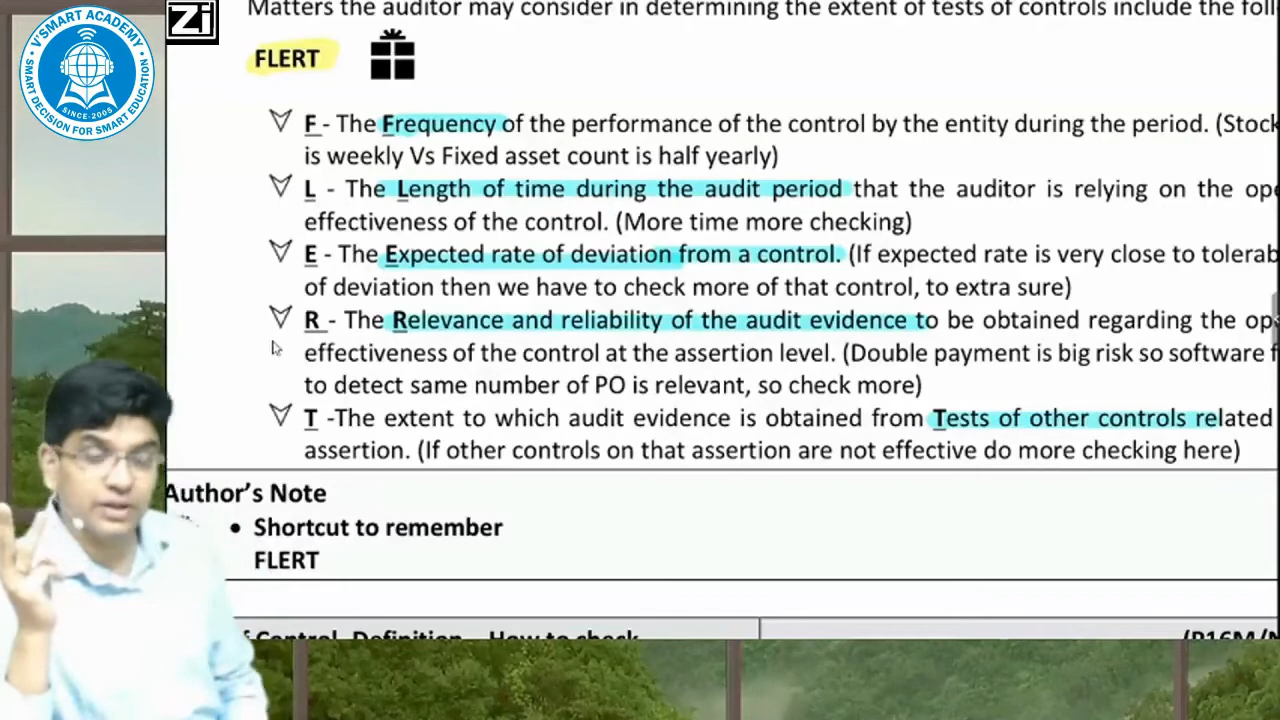 V'SMART ACADEMY
SMART DECISION FOR SMART EDUCATION
SINCE-2005
Zi
Matters the auditor may consider in determining the extent of tests of controls include the
FLERT
F - The Frequency of the performance of the control by the entity during the period. (Stock
is weekly Vs Fixed asset count is half yearly)
L - The Length of time during the audit period that the auditor is relying on the
effectiveness of the control. (More time more checking)
E - The Expected rate of deviation from a control. (If expected rate is very close to
of deviation then we have to check more of that control, to extra sure)
R - The Relevance and reliability of the audit evidence to be obtained regarding the
effectiveness of the control at the assertion level. (Double payment is big risk so software
to detect same number of PO is relevant, so check more)
T -The extent to which audit evidence is obtained from Tests of other controls related
assertion. (If other controls on that assertion are not effective do more checking here)
Author's Note
• Shortcut to remember
FLERT
Control Definition How to check